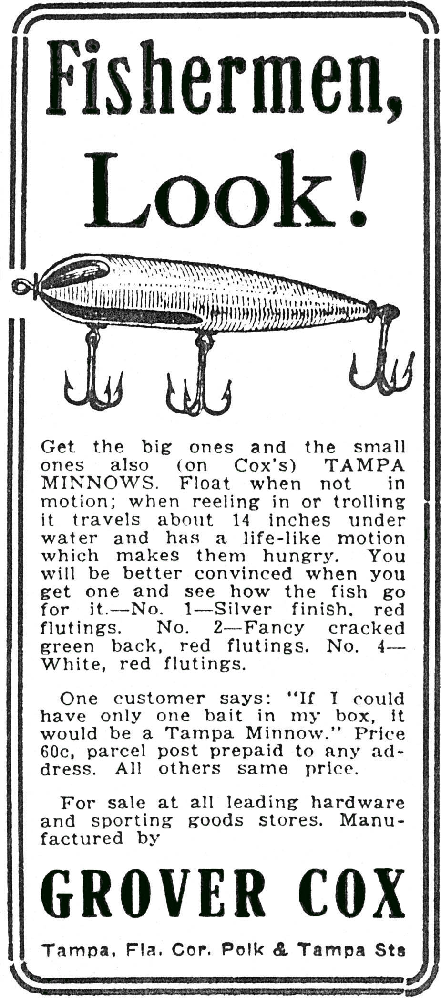 Fishermen,
Look!
Get the big ones and the small
ones also (on Cox's) TAMPA
MINNOWS. Float when not in
motion; when reeling in or trolling
it travels about 14 inches under
water and has a life-like motion
which makes them hungry. You
will be better convinced when you
get one and see how the fish go
for it.—No. 1—Silver finish, red
flutings. No. 2—Fancy cracked
green back, red flutings. No. 4—
White, red flutings.
One customer says: "If I could
have only one bait in my box, it
would be a Tampa Minnow." Price
60c, parcel post prepaid to any ad-
dress. All others same price.
For sale at all leading hardware
and sporting goods stores. Manu-
factured by
GROVER COX
Tampa, Fla. Cor. Polk & Tampa Sts